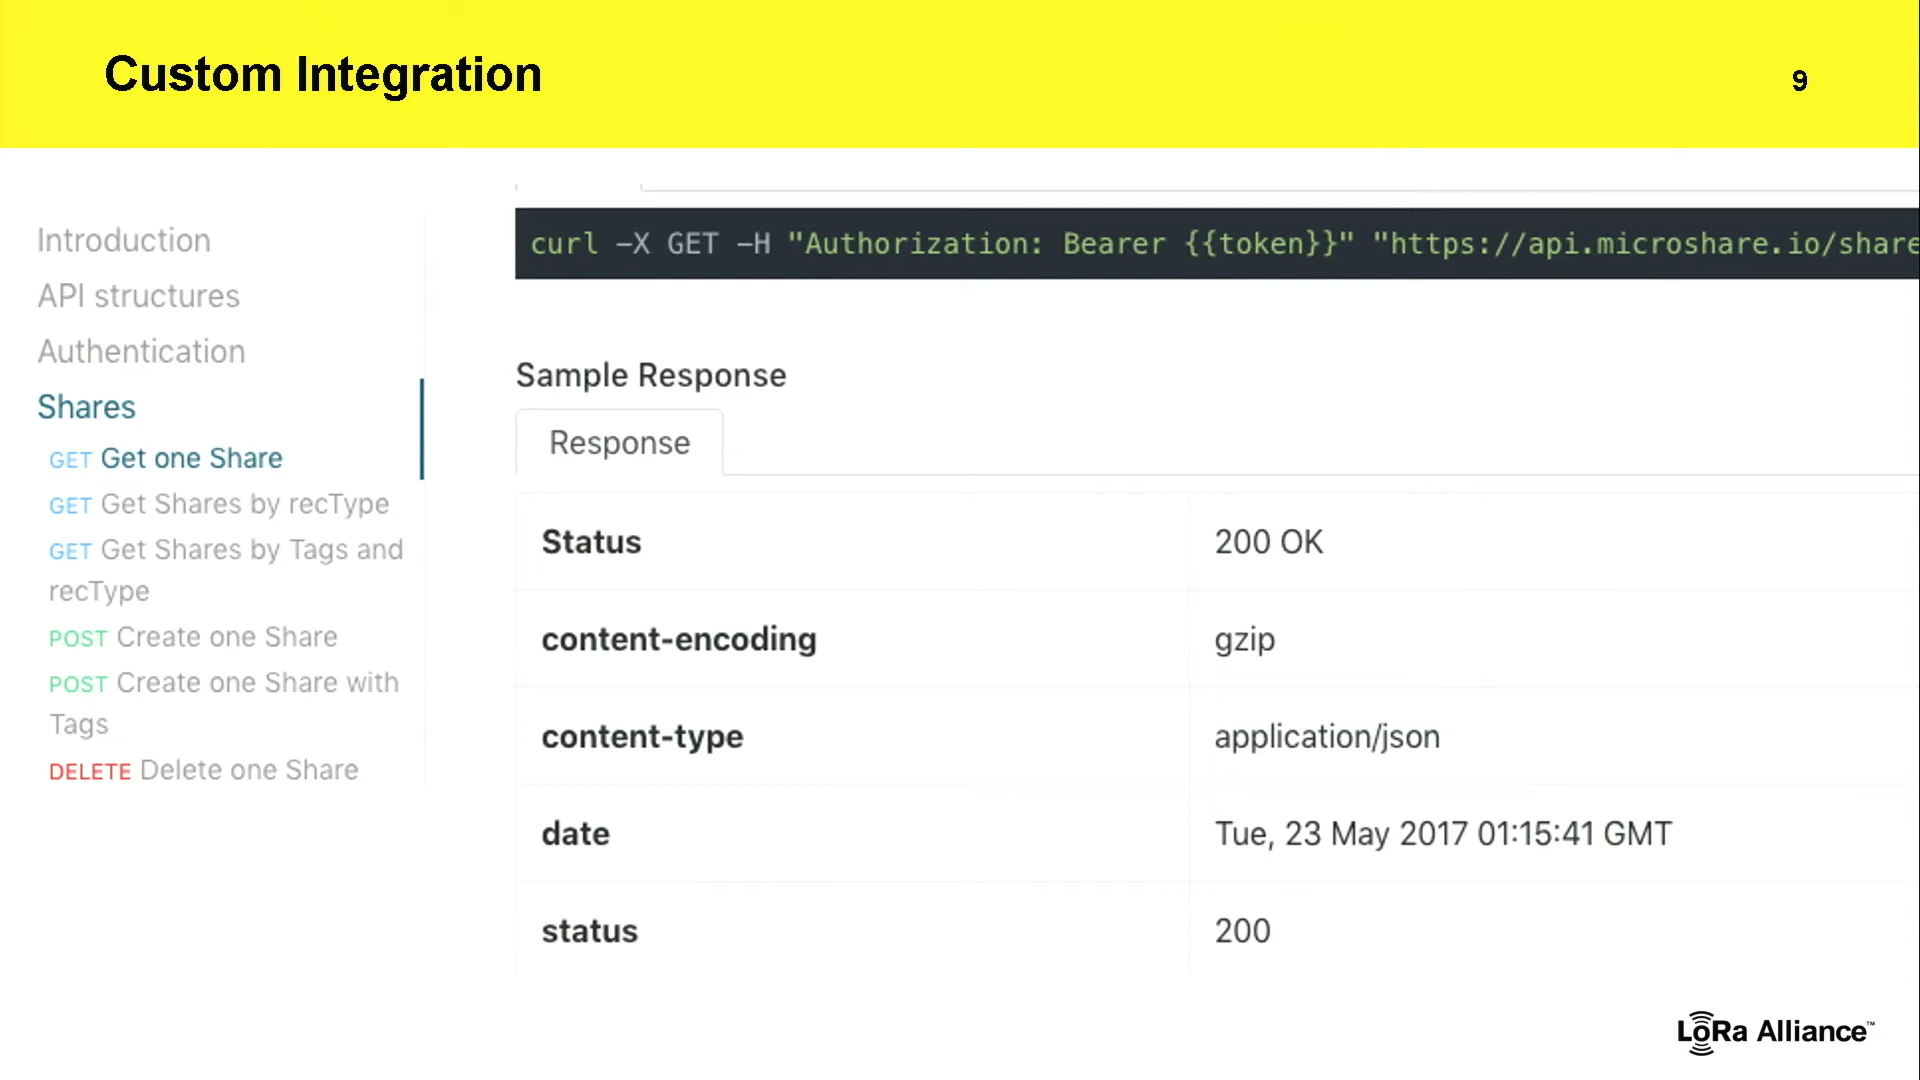 Custom Integration
9
Introduction
API structures
Authentication
Shares
GET Get one Share
GET Get Shares by recType
GET Get Shares by Tags and
recType
POST Create one Share
POST Create one Share with
Tags
DELETE Delete one Share
curl -X GET -H "Authorization: Bearer {{token}}" "https://api.microshare.io/share
Sample Response
Response
Status 200 OK
content-encoding gzip
content-type application/json
date Tue, 23 May 2017 01:15:41 GMT
status 200
LoRa Alliance™